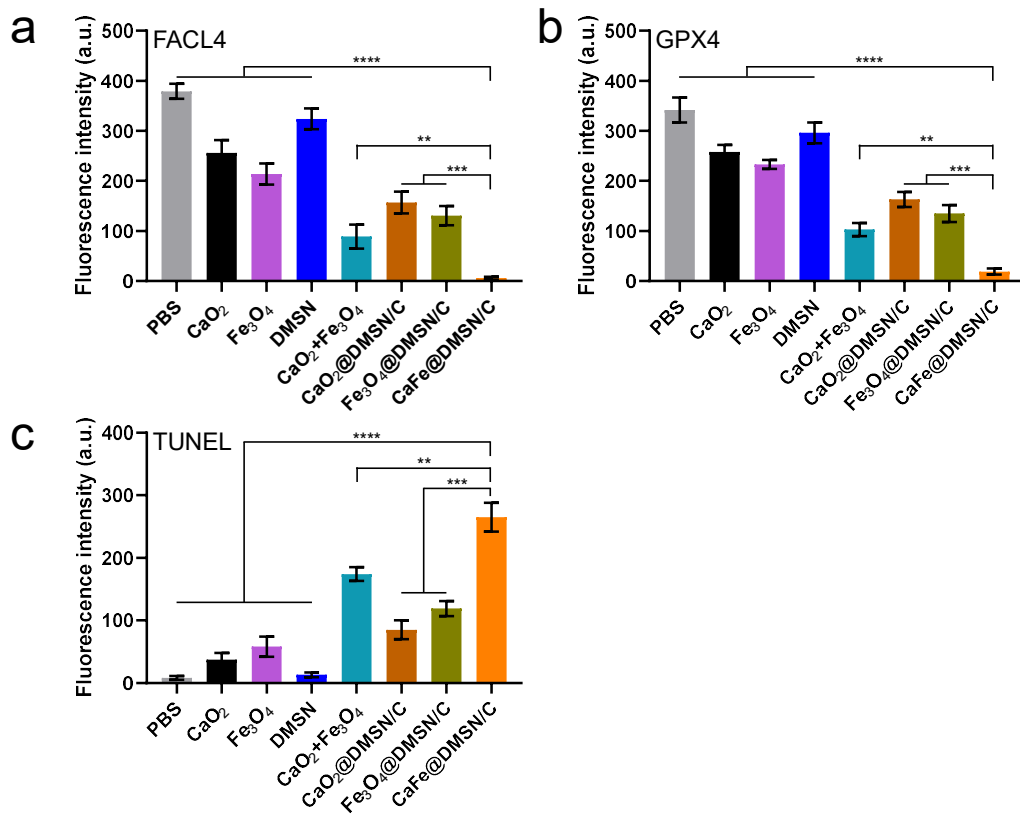 a
FACL4
Fluorescence intensity (a.u.)
500
400
300
200
100
0
****
**
***
PBS
CaO₂
Fe₃O₄
DMSN
CaO₂+Fe₃O₄
CaO₂@DMSN/C
Fe₃O₄@DMSN/C
CaFe@DMSN/C
b
GPX4
Fluorescence intensity (a.u.)
500
400
300
200
100
0
****
**
***
PBS
CaO₂
Fe₃O₄
DMSN
CaO₂+Fe₃O₄
CaO₂@DMSN/C
Fe₃O₄@DMSN/C
CaFe@DMSN/C
c
TUNEL
Fluorescence intensity (a.u.)
400
300
200
100
0
****
**
***
PBS
CaO₂
Fe₃O₄
DMSN
CaO₂+Fe₃O₄
CaO₂@DMSN/C
Fe₃O₄@DMSN/C
CaFe@DMSN/C